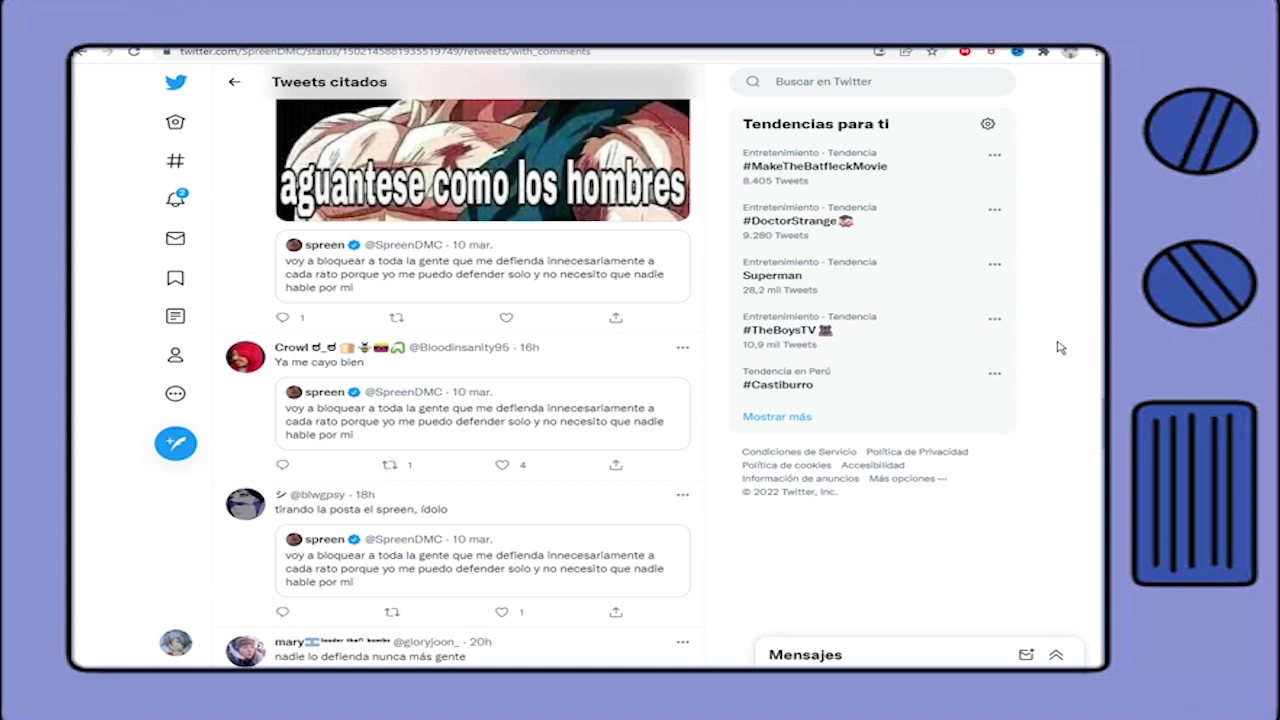 twitter.com/SpreenDMC/status/1502145881935519749/retweets/with_comments
Tweets citados
aguantese como los hombres
spreen @SpreenDMC · 10 mar.
voy a bloquear a toda la gente que me defienda innecesariamente a
cada rato porque yo me puedo defender solo y no necesito que nadie
hable por mi
1
Crowl ಠ_ಠ @Bloodinsanity95 · 16h
Ya me cayo bien
spreen @SpreenDMC · 10 mar.
voy a bloquear a toda la gente que me defienda innecesariamente a
cada rato porque yo me puedo defender solo y no necesito que nadie
hable por mi
1 4
シ @blwgpsy · 18h
tirando la posta el spreen, ídolo
spreen @SpreenDMC · 10 mar.
voy a bloquear a toda la gente que me defienda innecesariamente a
cada rato porque yo me puedo defender solo y no necesito que nadie
hable por mi
1
mary ˡᵒᵘᵈᵉʳ ᵗʰᵃⁿ ᵇᵒᵐᵇˢ @gloryjoon_ · 20h
nadie lo defienda nunca más gente
2
Buscar en Twitter
Tendencias para ti
Entretenimiento · Tendencia
#MakeTheBatfleckMovie
8.405 Tweets
Entretenimiento · Tendencia
#DoctorStrange
9.280 Tweets
Entretenimiento · Tendencia
Superman
28,2 mil Tweets
Entretenimiento · Tendencia
#TheBoysTV
10,9 mil Tweets
Tendencia en Perú
#Castiburro
Mostrar más
Condiciones de Servicio Política de Privacidad
Política de cookies Accesibilidad
Información de anuncios Más opciones ···
© 2022 Twitter, Inc.
Mensajes